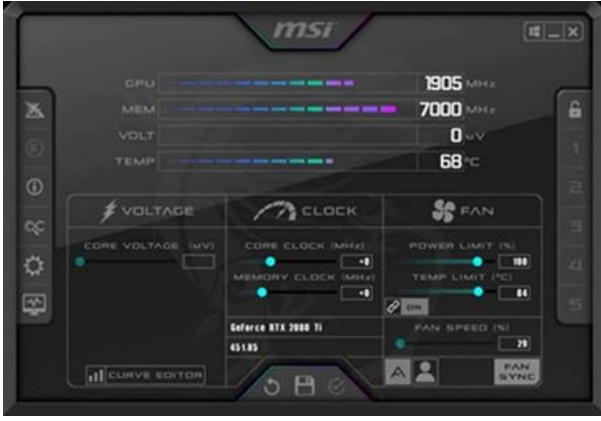 msi
GPU 1905 MHz
MEM 7000 MHz
VOLT 0 uV
TEMP 68 °C
1
2
3
4
5
VOLTAGE
CORE VOLTAGE (MV)
CURVE EDITOR
CLOCK
CORE CLOCK (MHz)
+0
MEMORY CLOCK (MHz)
+0
GeForce RTX 2080 Ti
451.85
FAN
POWER LIMIT (%)
100
TEMP LIMIT (°C)
84
ON
FAN SPEED (%)
29
A
FAN SYNC